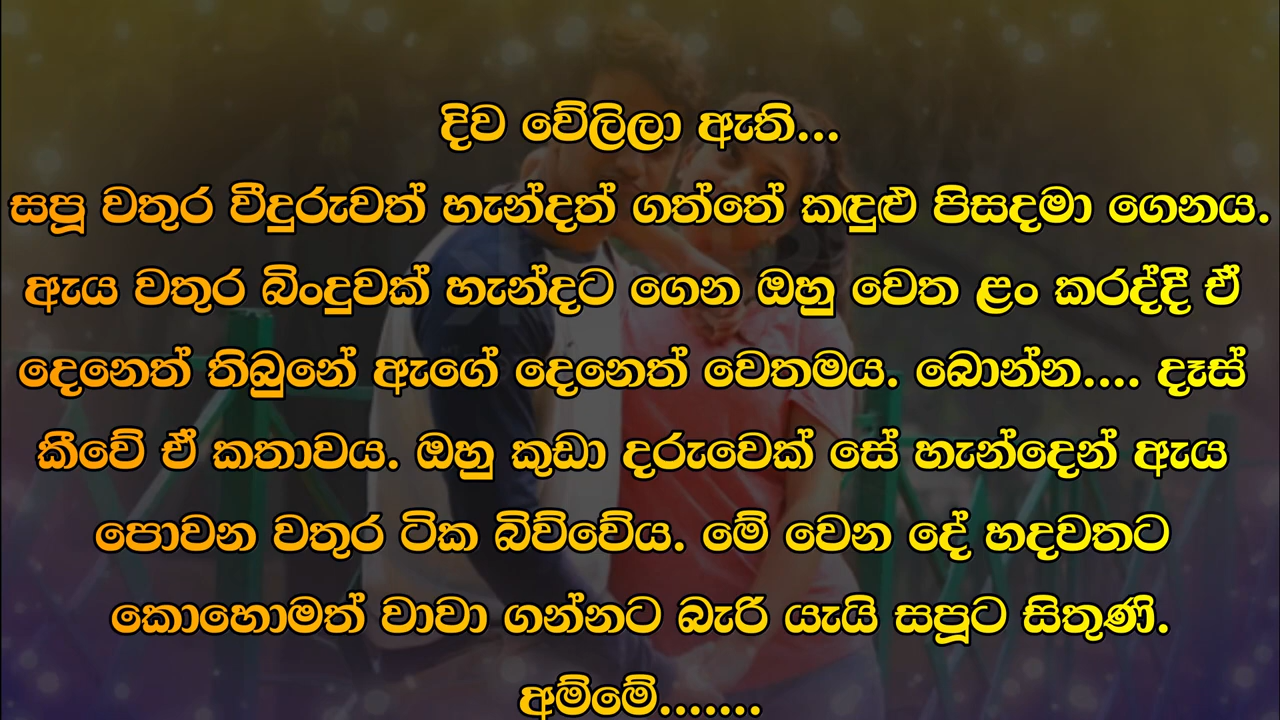 දිව වේලිලා ඇති...
සපූ වතුර වීදුරුවත් හැන්දත් ගත්තේ කඳුළු පිසදමා ගෙනය.
ඇය වතුර බිංදුවක් හැන්දට ගෙන ඔහු වෙත ළං කරද්දී ඒ
දෙනෙත් තිබුනේ ඇගේ දෙනෙත් වෙතමය. බොන්න.... දෑස්
කීවේ ඒ කතාවය. ඔහු කුඩා දරුවෙක් සේ හැන්දෙන් ඇය
පොවන වතුර ටික බිව්වේය. මේ වෙන දේ හදවතට
කොහොමත් වාවා ගන්නට බැරි යැයි සපූට සිතුණි.
අම්මේ.......